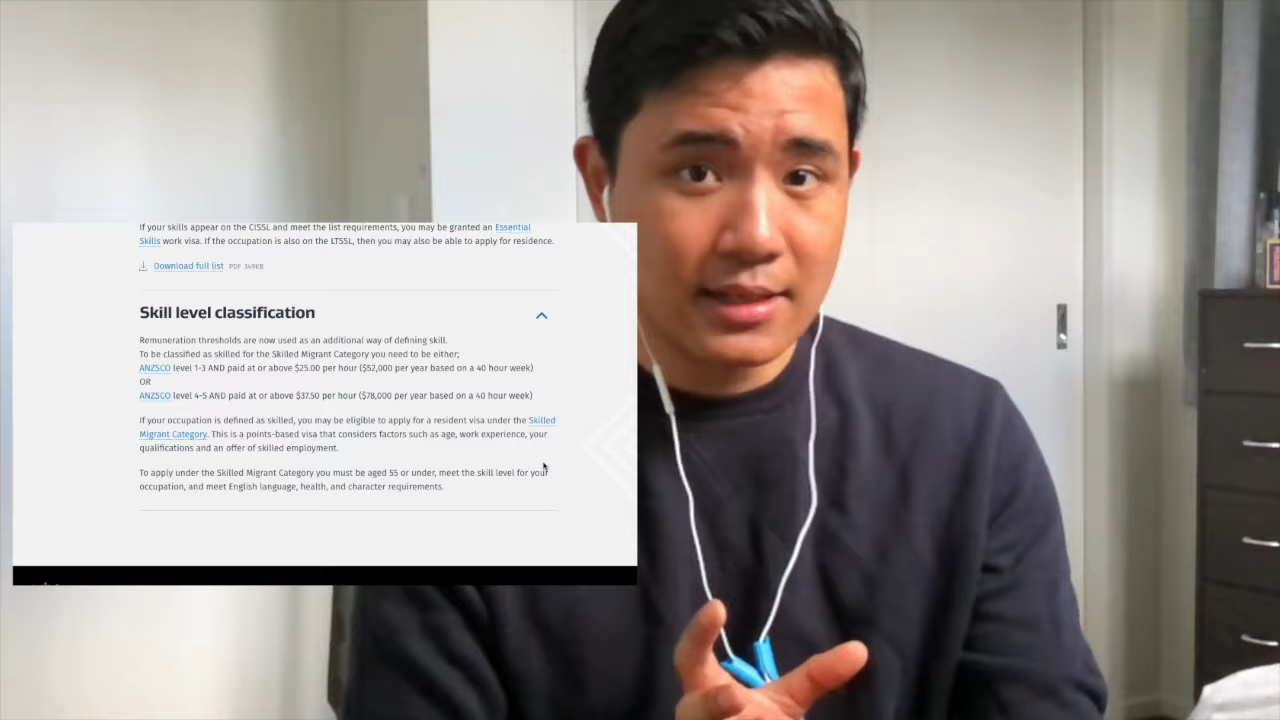 If your skills appear on the CISSL and meet the list requirements, you may be granted an Essential
Skills work visa. If the occupation is also on the LTSSL, then you may also be able to apply for residence.
Download full list PDF 349KB
Skill level classification
Remuneration thresholds are now used as an additional way of defining skill.
To be classified as skilled for the Skilled Migrant Category you need to be either;
ANZSCO level 1-3 AND paid at or above $25.00 per hour ($52,000 per year based on a 40 hour week)
OR
ANZSCO level 4-5 AND paid at or above $37.50 per hour ($78,000 per year based on a 40 hour week)
If your occupation is defined as skilled, you may be eligible to apply for a resident visa under the Skilled
Migrant Category. This is a points-based visa that considers factors such as age, work experience, your
qualifications and an offer of skilled employment.
To apply under the Skilled Migrant Category you must be aged 55 or under, meet the skill level for your
occupation, and meet English language, health, and character requirements.